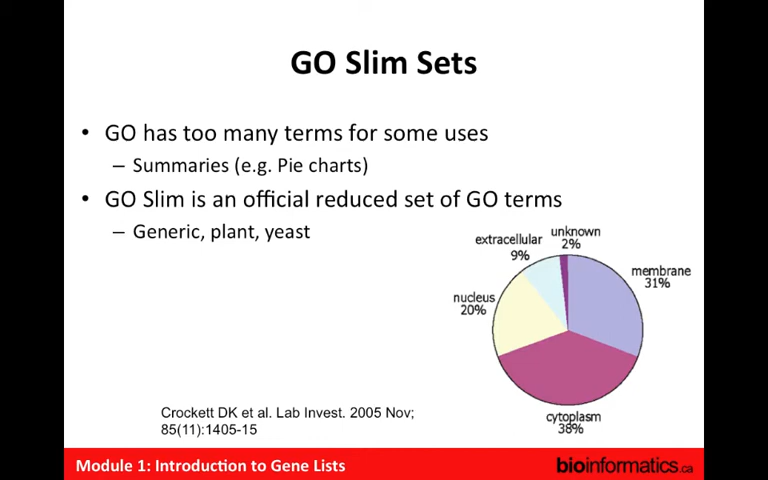 GO Slim Sets
• GO has too many terms for some uses
– Summaries (e.g. Pie charts)
• GO Slim is an official reduced set of GO terms
– Generic, plant, yeast
unknown
2%
extracellular
9%
membrane
31%
nucleus
20%
cytoplasm
38%
Crockett DK et al. Lab Invest. 2005 Nov;
85(11):1405-15
Module 1: Introduction to Gene Lists
bioinformatics.ca